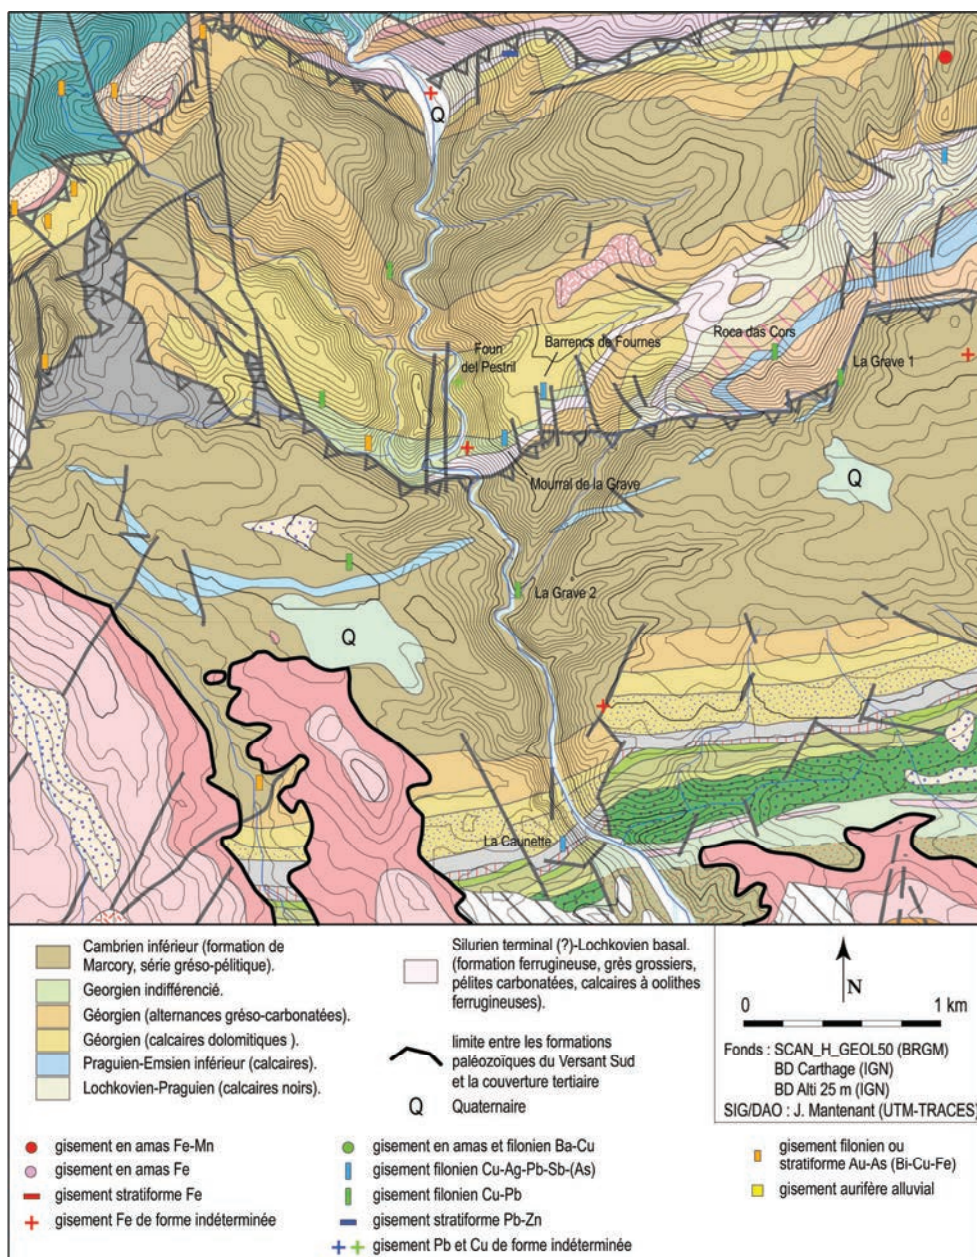 Q
Foun
del Pestril
Barrencs de Fournes
Roca das Cors
La Grave 1
Q
Mourral de la Grave
La Grave 2
Q
La Caunette
Cambrien inférieur (formation de
Marcory, série gréso-pélitique).
Georgien indifférencié.
Géorgien (alternances gréso-carbonatées).
Géorgien (calcaires dolomitiques ).
Praguien-Emsien inférieur (calcaires).
Lochkovien-Praguien (calcaires noirs).
Silurien terminal (?)-Lochkovien basal.
(formation ferrugineuse, grès grossiers,
pélites carbonatées, calcaires à oolithes
ferrugineuses).
limite entre les formations
paléozoïques du Versant Sud
et la couverture tertiaire
Q Quaternaire
N
0 1 km
Fonds : SCAN_H_GEOL50 (BRGM)
BD Carthage (IGN)
BD Alti 25 m (IGN)
SIG/DAO : J. Mantenant (UTM-TRACES)
gisement en amas Fe-Mn
gisement en amas Fe
gisement stratiforme Fe
gisement Fe de forme indéterminée
gisement en amas et filonien Ba-Cu
gisement filonien Cu-Ag-Pb-Sb-(As)
gisement filonien Cu-Pb
gisement stratiforme Pb-Zn
gisement Pb et Cu de forme indéterminée
gisement filonien ou
stratiforme Au-As (Bi-Cu-Fe)
gisement aurifère alluvial